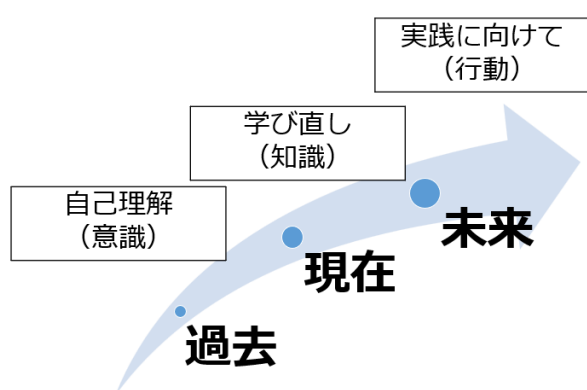 実践に向けて
（行動）
学び直し
（知識）
自己理解
（意識）
未来
現在
過去